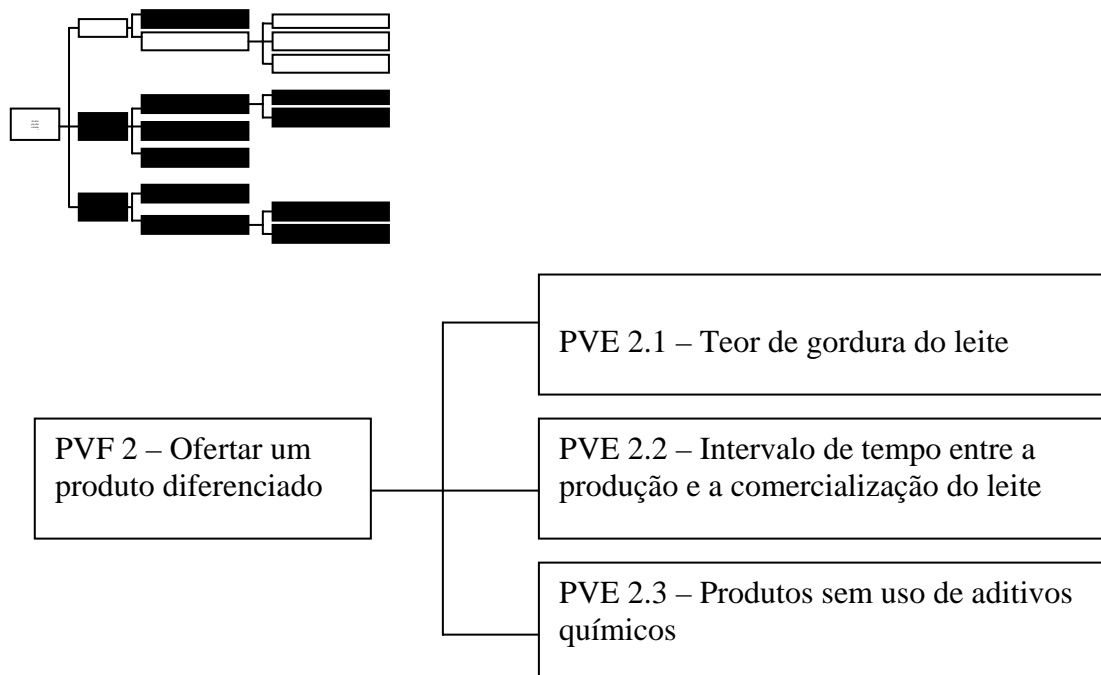 PVE 2.1 – Teor de gordura do leite
PVF 2 – Ofertar um
produto diferenciado
PVE 2.2 – Intervalo de tempo entre a
produção e a comercialização do leite
PVE 2.3 – Produtos sem uso de aditivos
químicos